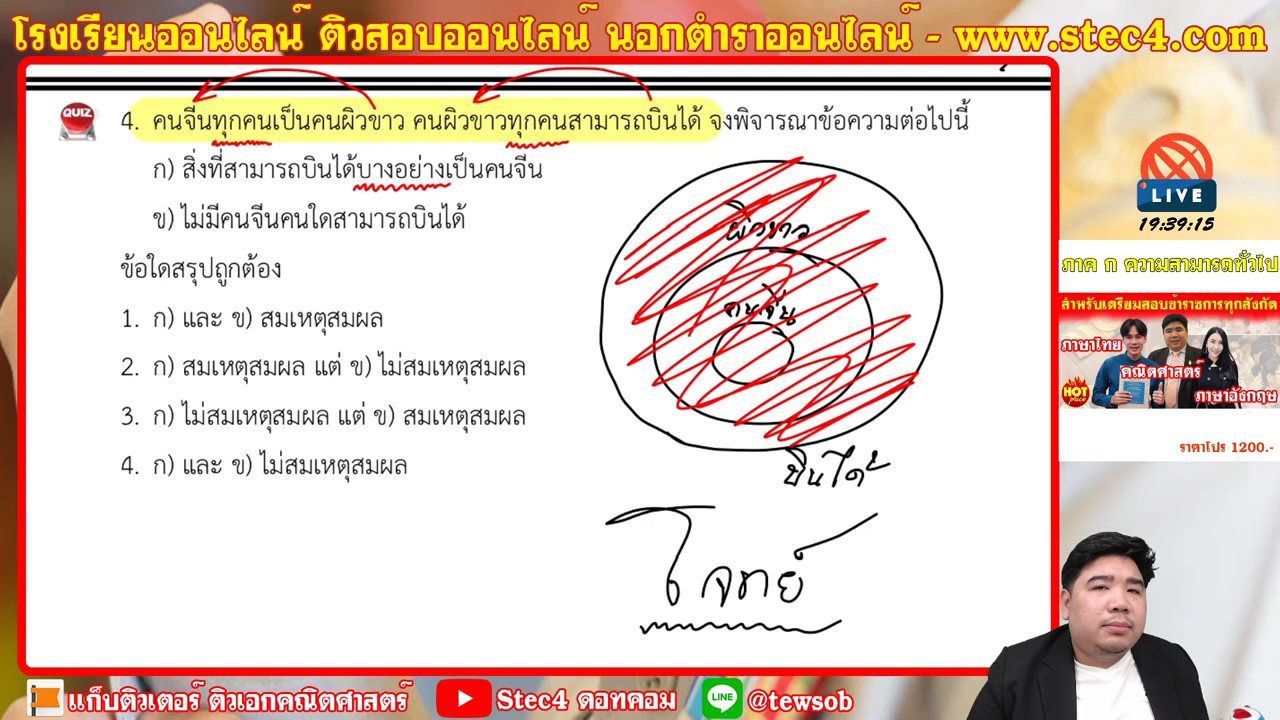 โรงเรียนออนไลน์ ติวสอบออนไลน์ นอกตำราออนไลน์ - www.stec4.com
QUIZ
4. คนจีนทุกคนเป็นคนผิวขาว คนผิวขาวทุกคนสามารถบินได้ จงพิจารณาข้อความต่อไปนี้
ก) สิ่งที่สามารถบินได้บางอย่างเป็นคนจีน
ข) ไม่มีคนจีนคนใดสามารถบินได้
ข้อใดสรุปถูกต้อง
1. ก) และ ข) สมเหตุสมผล
2. ก) สมเหตุสมผล แต่ ข) ไม่สมเหตุสมผล
3. ก) ไม่สมเหตุสมผล แต่ ข) สมเหตุสมผล
4. ก) และ ข) ไม่สมเหตุสมผล
ผิวขาว
คนจีน
บินได้
โจทย์
LIVE
19:39:15
ภาค ก ความสามารถทั่วไป
สำหรับเตรียมสอบข้าราชการทุกสังกัด
ภาษาไทย
คณิตศาสตร์
ภาษาอังกฤษ
HOT
price
ราคาโปร 1200.-
แก๊บติวเตอร์ ติวเอกคณิตศาสตร์
Stec4 ดอทคอม
LINE
@tewsob